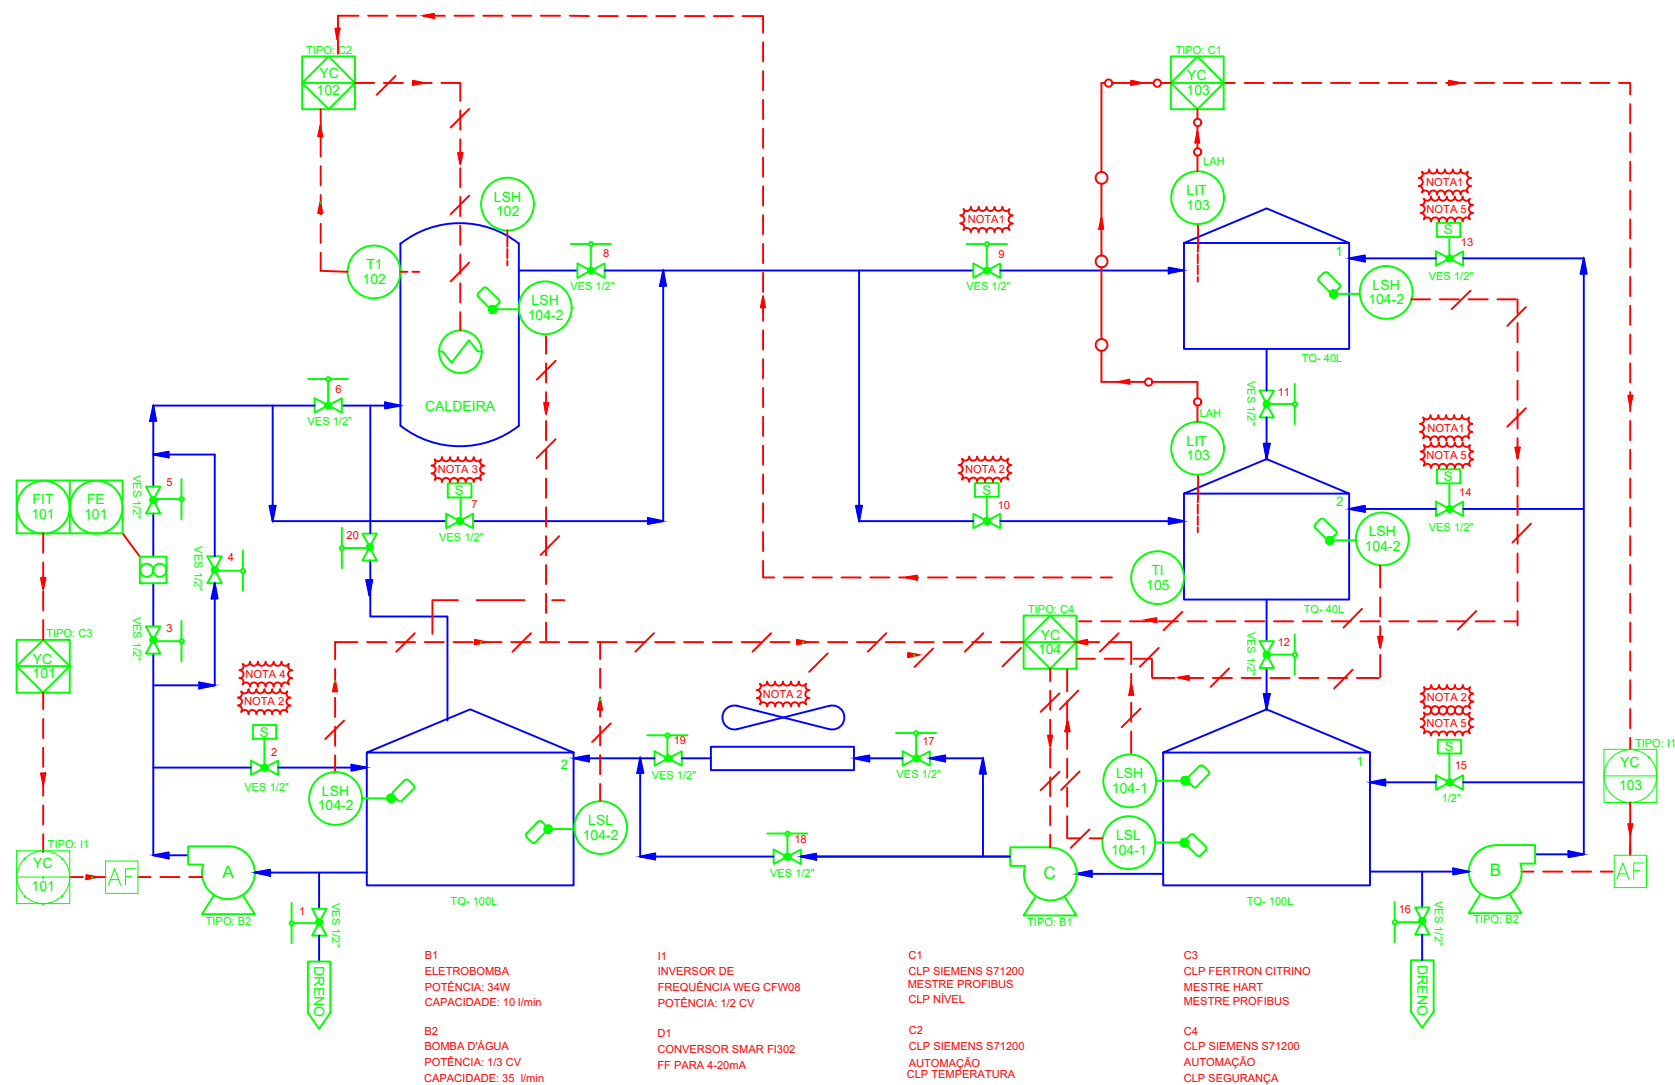 TIPO: C2
YC
102
TIPO: C1
YC
103
LAH
LIT
103
NOTA1
NOTA 5
S
13
VES 1/2"
LSH
102
NOTA1
T1
102
8
VES 1/2"
9
VES 1/2"
1
LSH
104-2
LSH
104-2
TQ- 40L
6
VES 1/2"
CALDEIRA
11
VES 1/2"
LAH
LIT
103
NOTA1
NOTA 5
S
14
VES 1/2"
NOTA 3
S
7
VES 1/2"
NOTA 2
S
10
VES 1/2"
2
LSH
104-2
FIT
101
FE
101
5
VES 1/2"
4
VES 1/2"
20
TI
105
TQ- 40L
3
VES 1/2"
TIPO: C3
YC
101
TIPO: C4
YC
104
12
VES 1/2"
NOTA 4
NOTA 2
S
2
VES 1/2"
NOTA 2
NOTA 2
NOTA 5
S
15
1/2"
19
VES 1/2"
17
VES 1/2"
2
1
TIPO: I1
YC
103
LSH
104-2
LSL
104-2
LSH
104-1
LSL
104-1
18
VES 1/2"
TIPO: I1
YC
101
AF
A
TIPO: B2
C
TIPO: B1
B
TIPO: B2
AF
TQ- 100L
TQ- 100L
1
VES 1/2"
DRENO
16
VES 1/2"
DRENO
B1
ELETROBOMBA
POTÊNCIA: 34W
CAPACIDADE: 10 l/min
I1
INVERSOR DE
FREQUÊNCIA WEG CFW08
POTÊNCIA: 1/2 CV
C1
CLP SIEMENS S71200
MESTRE PROFIBUS
CLP NÍVEL
C3
CLP FERTRON CITRINO
MESTRE HART
MESTRE PROFIBUS
B2
BOMBA D'ÁGUA
POTÊNCIA: 1/3 CV
CAPACIDADE: 35 l/min
D1
CONVERSOR SMAR FI302
FF PARA 4-20mA
C2
CLP SIEMENS S71200
AUTOMAÇÃO
CLP TEMPERATURA
C4
CLP SIEMENS S71200
AUTOMAÇÃO
CLP SEGURANÇA